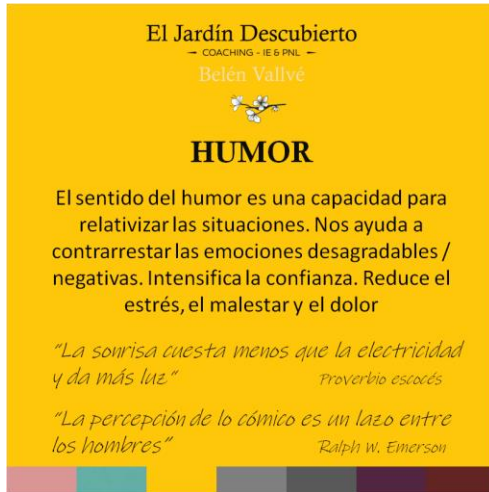 El Jardín Descubierto
COACHING - IE & PNL
Belén Vallvé
HUMOR
El sentido del humor es una capacidad para
relativizar las situaciones. Nos ayuda a
contrarrestar las emociones desagradables /
negativas. Intensifica la confianza. Reduce el
estrés, el malestar y el dolor
"La sonrisa cuesta menos que la electricidad
y da más luz" Proverbio escocés
"La percepción de lo cómico es un lazo entre
los hombres" Ralph W. Emerson